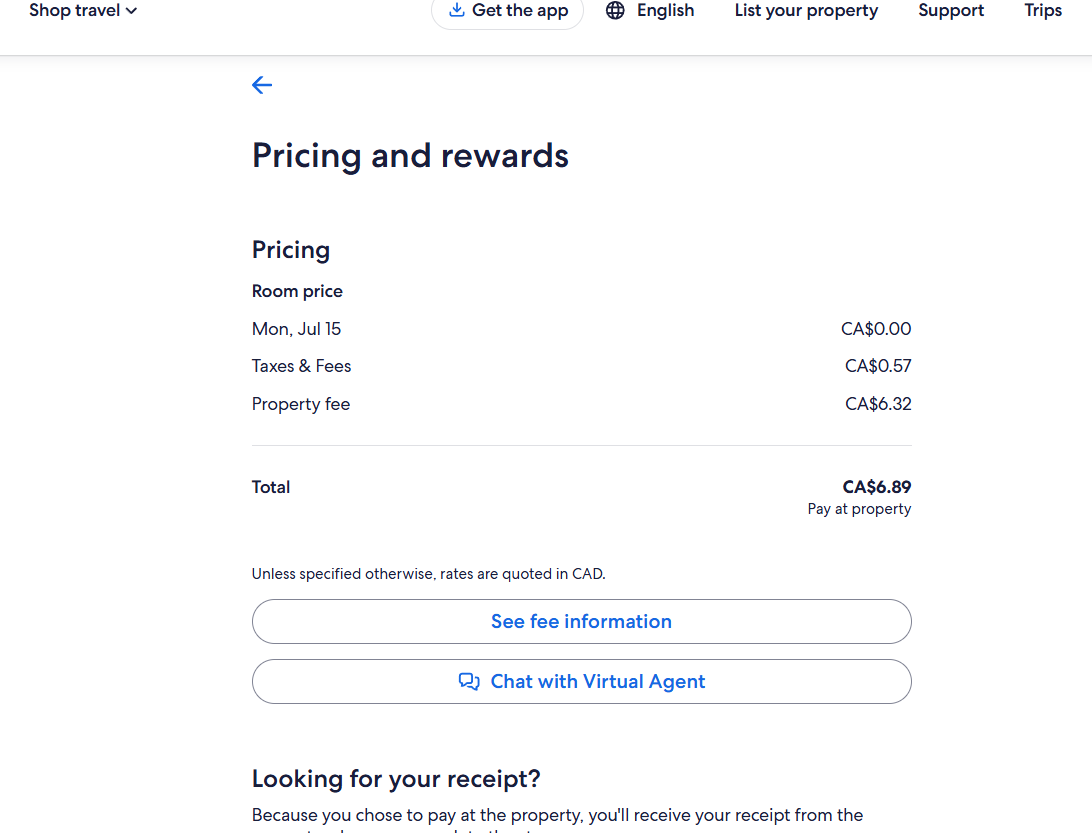 Shop travel
Get the app
English
List your property
Support
Trips
Pricing and rewards
Pricing
Room price
Mon, Jul 15 CA$0.00
Taxes & Fees CA$0.57
Property fee CA$6.32
Total CA$6.89
Pay at property
Unless specified otherwise, rates are quoted in CAD.
See fee information
Chat with Virtual Agent
Looking for your receipt?
Because you chose to pay at the property, you'll receive your receipt from the